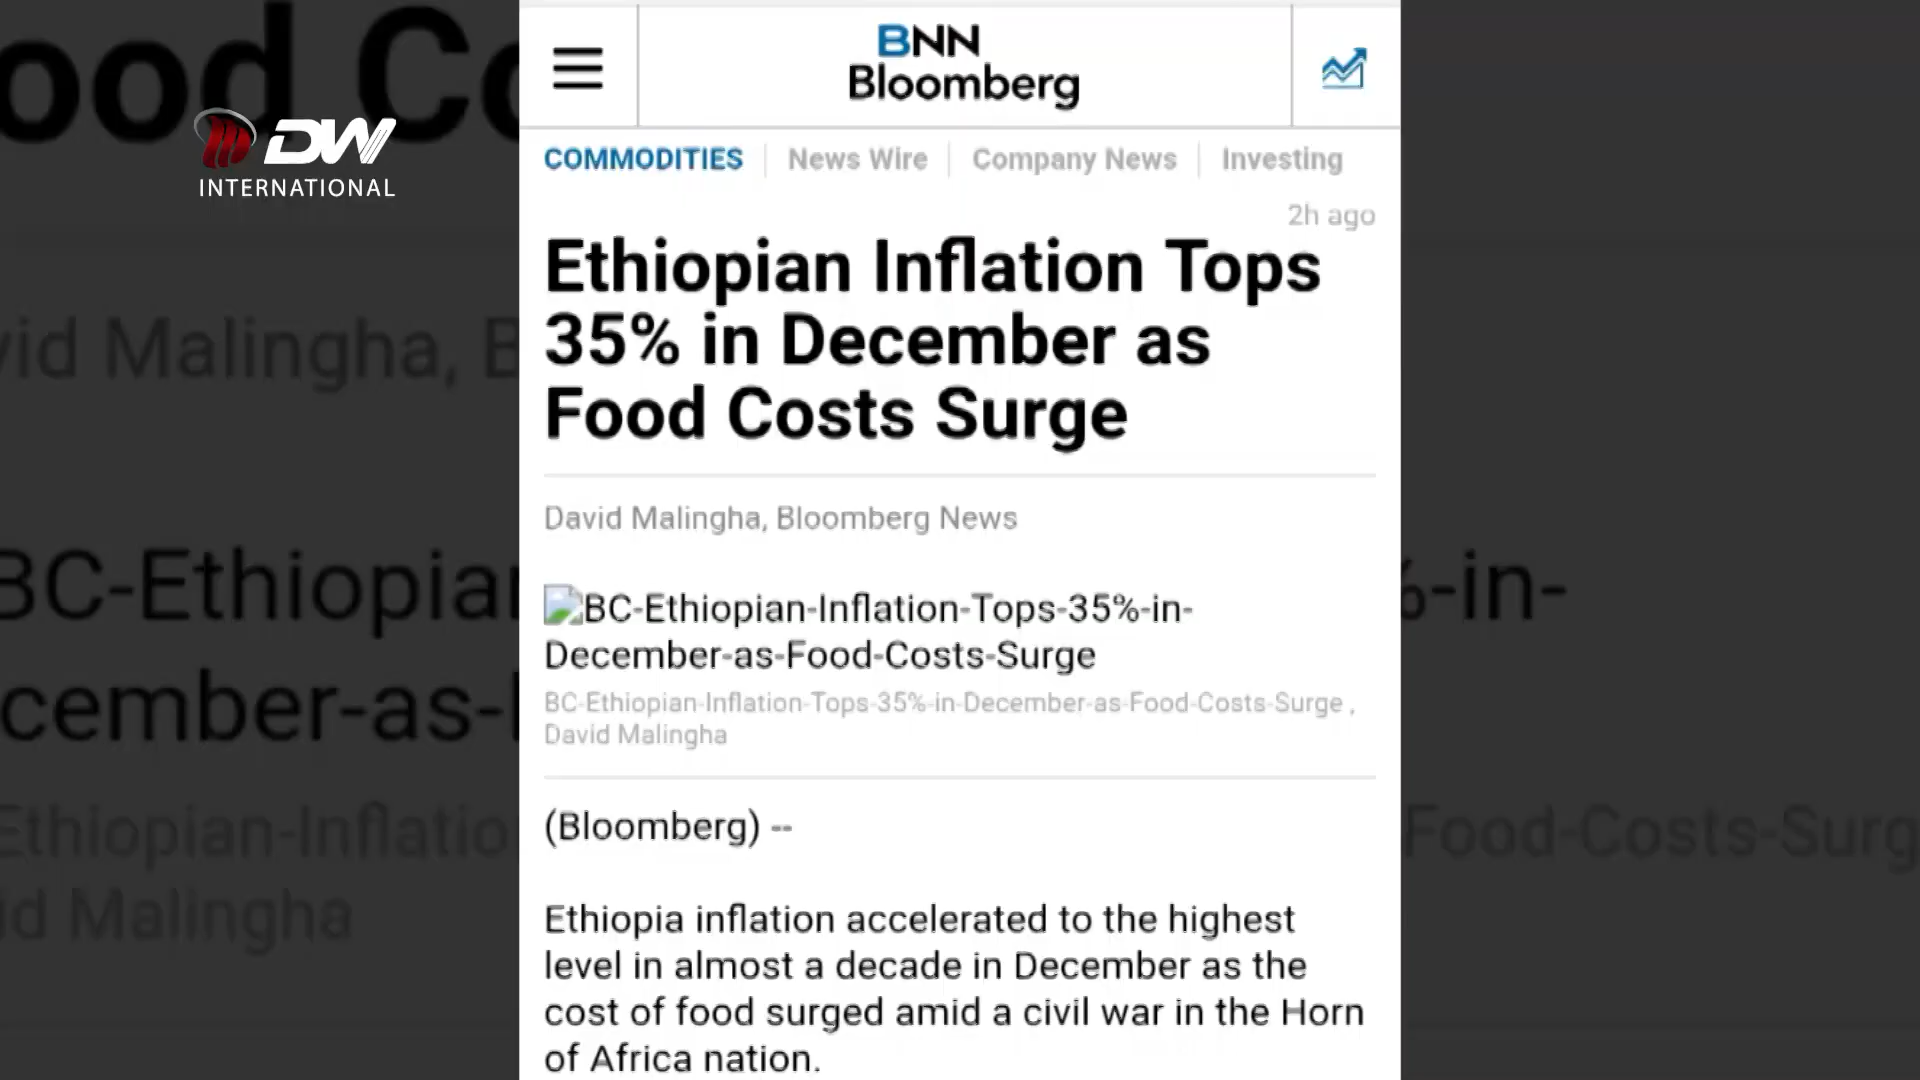 BNN
Bloomberg
DW
INTERNATIONAL
COMMODITIES News Wire Company News Investing
2h ago
Ethiopian Inflation Tops
35% in December as
Food Costs Surge
David Malingha, Bloomberg News
BC-Ethiopian-Inflation-Tops-35%-in-
December-as-Food-Costs-Surge
BC-Ethiopian-Inflation-Tops-35%-in-December-as-Food-Costs-Surge ,
David Malingha
(Bloomberg) --
Ethiopia inflation accelerated to the highest
level in almost a decade in December as the
cost of food surged amid a civil war in the Horn
of Africa nation.